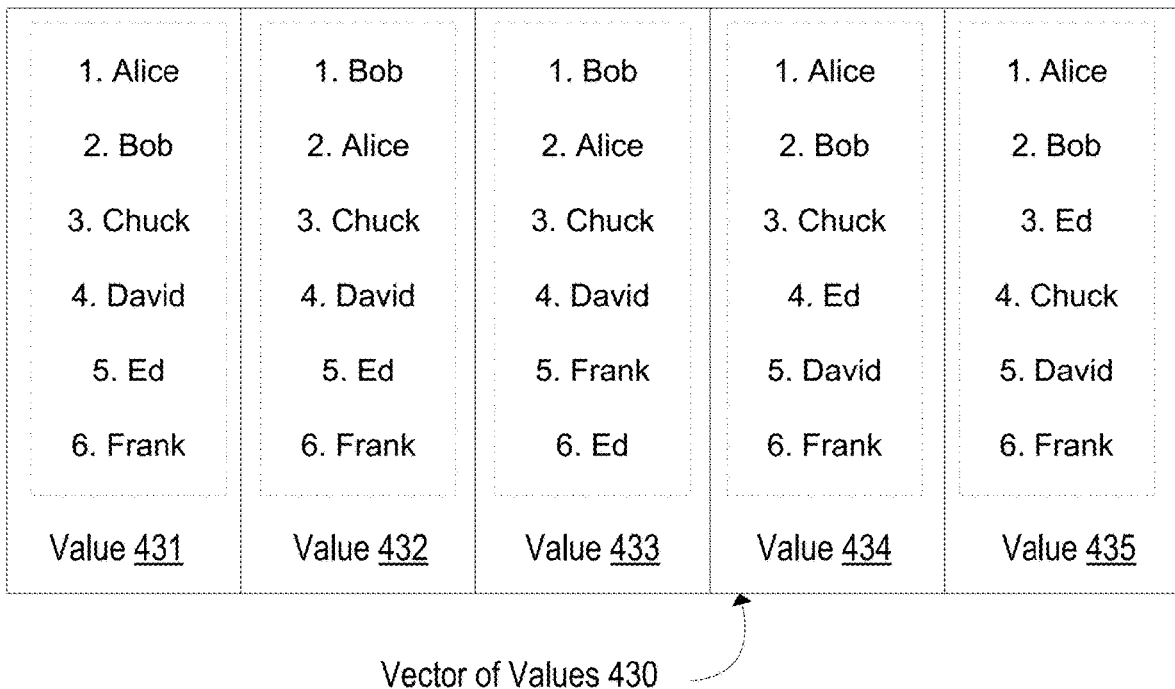 1. Alice
2. Bob
3. Chuck
4. David
5. Ed
6. Frank
Value 431
1. Bob
2. Alice
3. Chuck
4. David
5. Ed
6. Frank
Value 432
1. Bob
2. Alice
3. Chuck
4. David
5. Frank
6. Ed
Value 433
1. Alice
2. Bob
3. Chuck
4. Ed
5. David
6. Frank
Value 434
1. Alice
2. Bob
3. Ed
4. Chuck
5. David
6. Frank
Value 435
Vector of Values 430